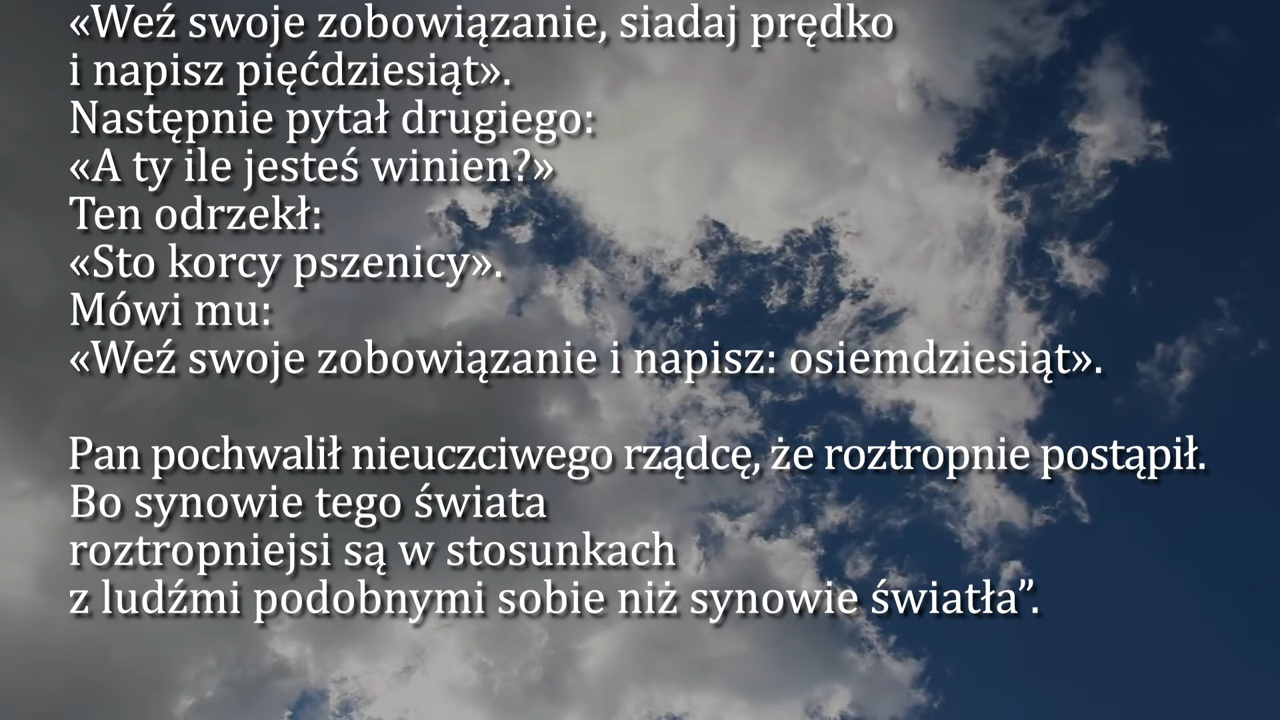 «Weź swoje zobowiązanie, siadaj prędko
i napisz pięćdziesiąt».
Następnie pytał drugiego:
«A ty ile jesteś winien?»
Ten odrzekł:
«Sto korcy pszenicy».
Mówi mu:
«Weź swoje zobowiązanie i napisz: osiemdziesiąt».
Pan pochwalił nieuczciwego rządcę, że roztropnie postąpił.
Bo synowie tego świata
roztropniejsi są w stosunkach
z ludźmi podobnymi sobie niż synowie światła”.